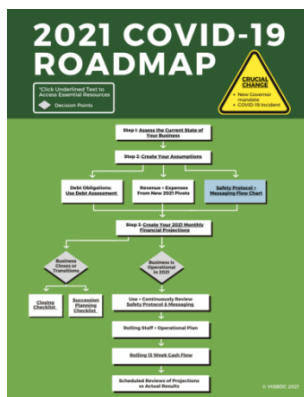 2021 COVID-19
ROADMAP
*Click Underlined Text to
Access Essential Resources
Decision Points
CRUCIAL
CHANGE
• New Governor
mandate
• COVID-19 Incident
Step 1: Assess the Current State of
Your Business
Step 2: Create Your Assumptions
Debt Obligations:
Use Debt Assessment
Revenue + Expenses
From New 2021 Pivots
Safety Protocol +
Messaging Flow Chart
Step 3: Create Your 2021 Monthly
Financial Projections
Business
Closes or
Transitions
Business is
Operational
in 2021
Closing
Checklist
Succession
Planning
Checklist
Use + Continuously Review
Safety Protocol & Messaging
Rolling Staff + Operational Plan
Rolling 13 Week Cash Flow
Scheduled Reviews of Projections
vs Actual Results
© VISBDC 2021